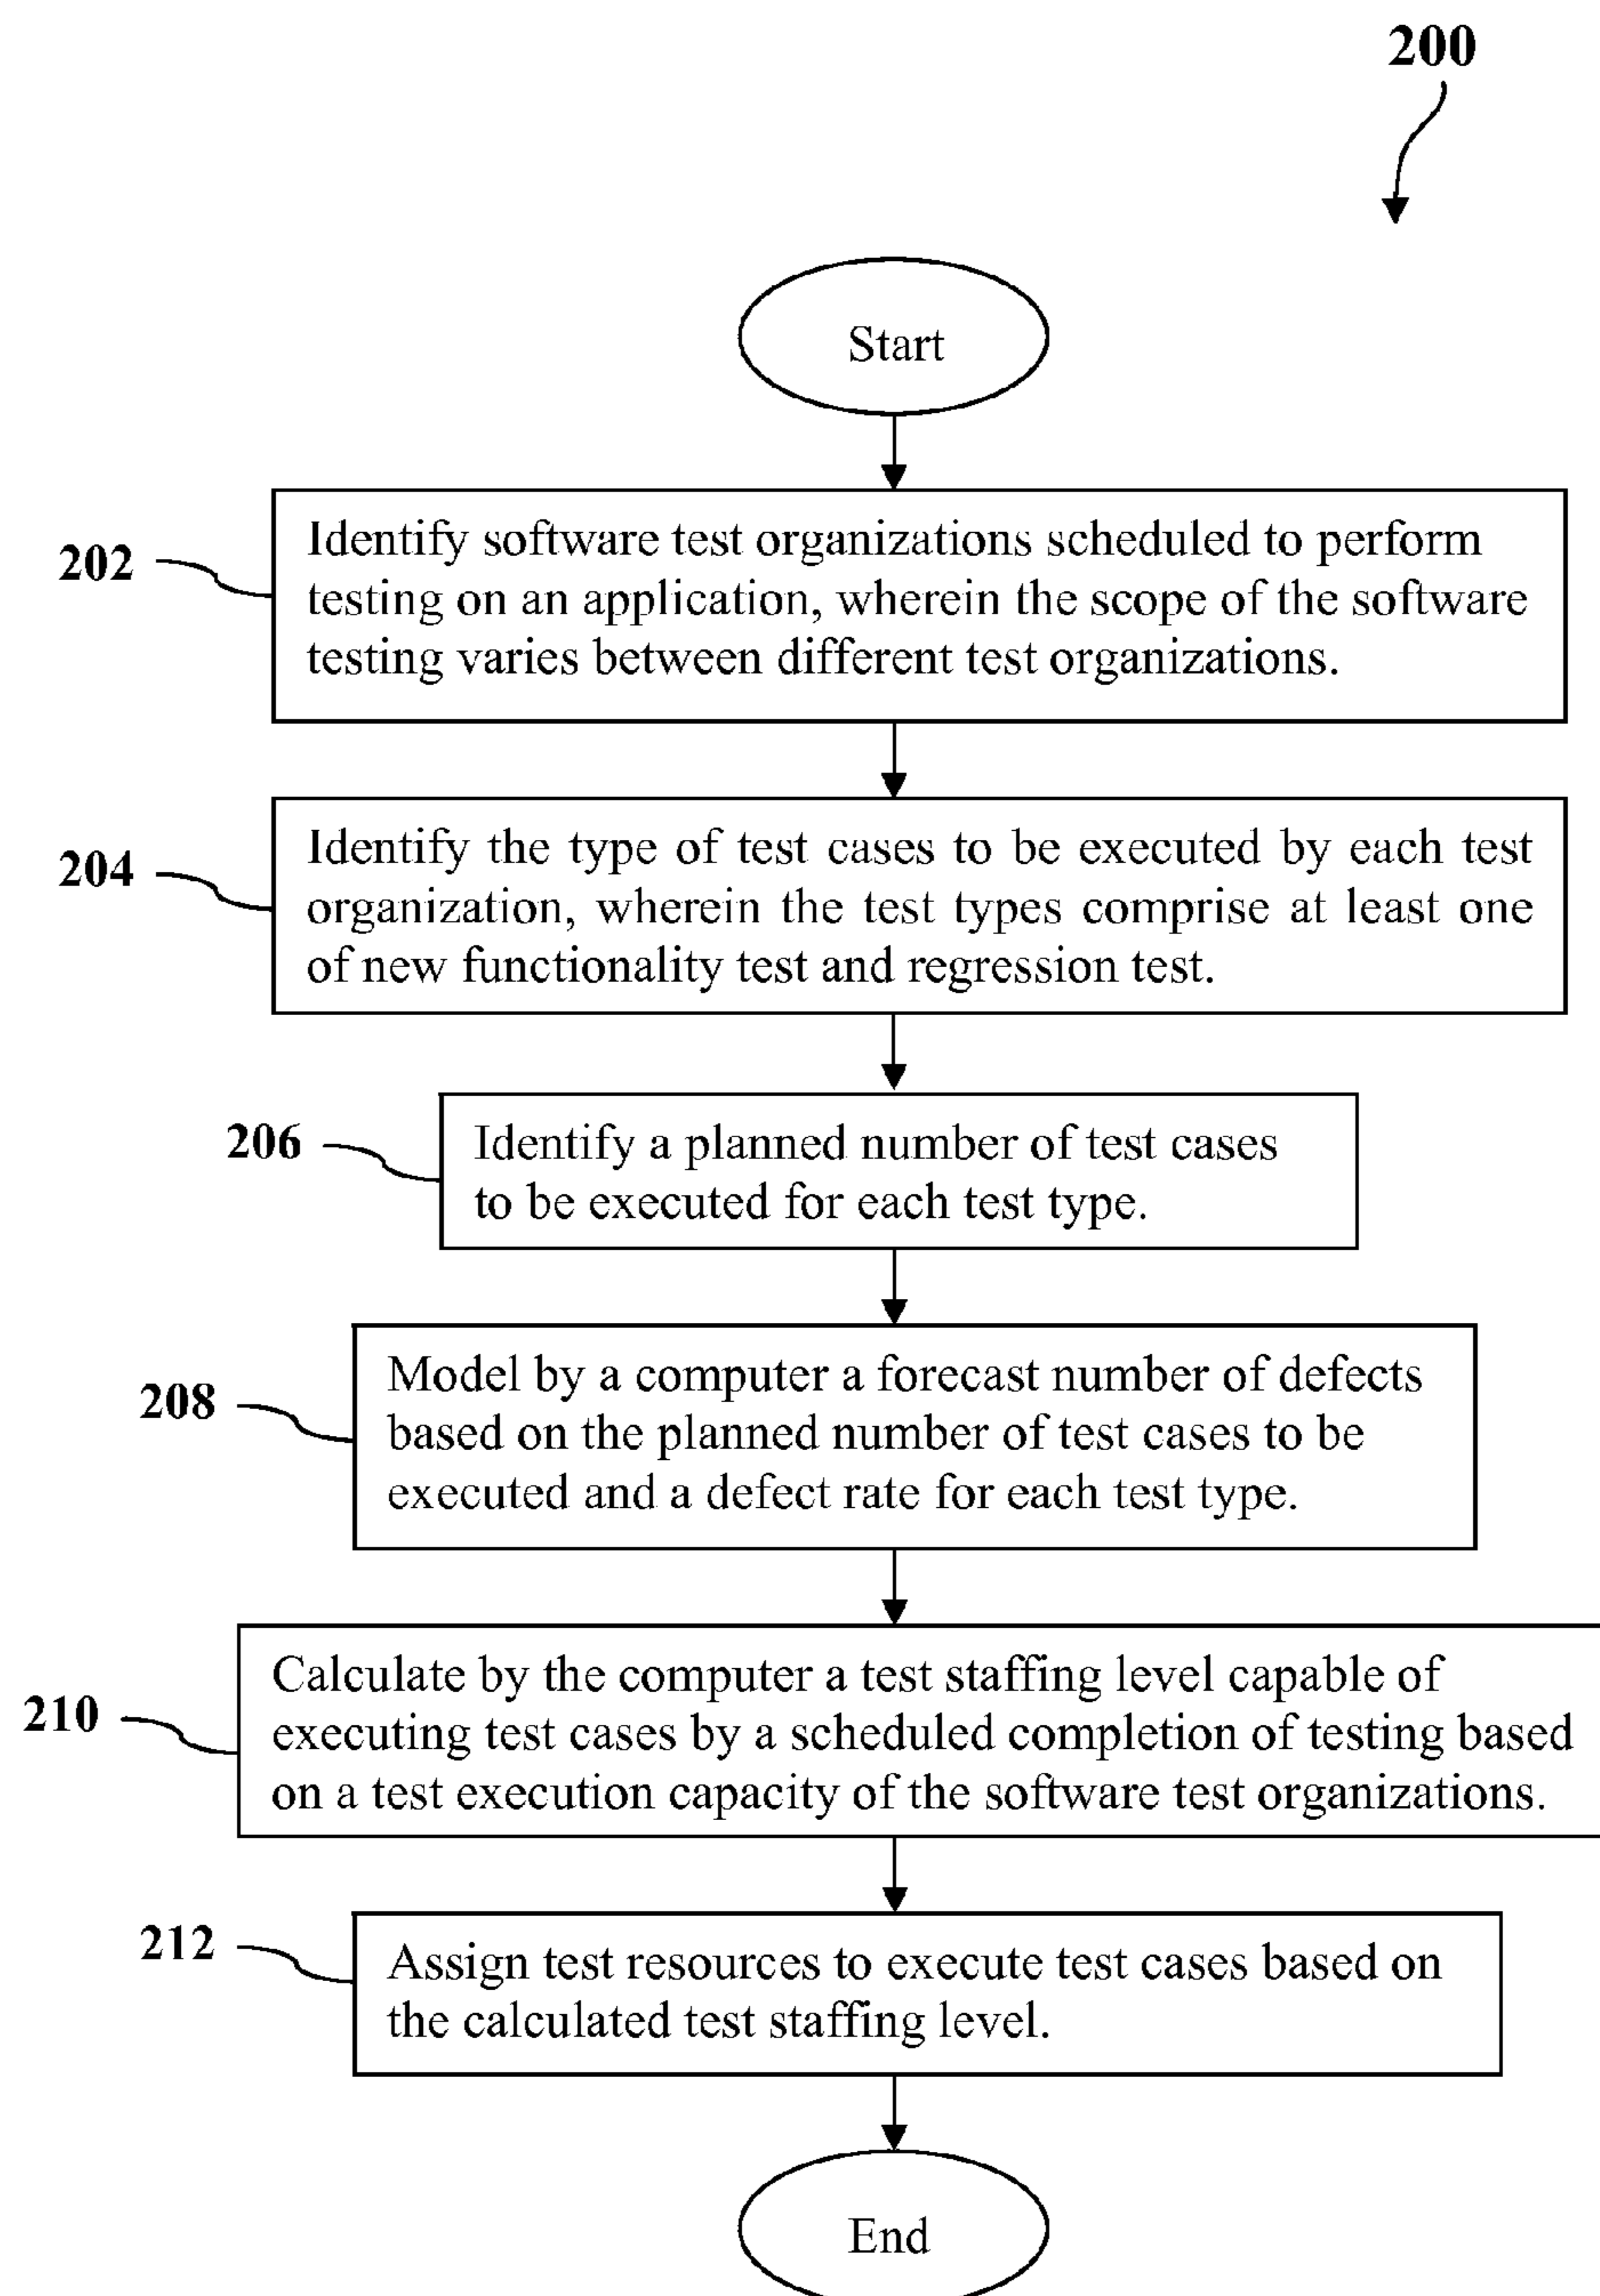 200
Start
202
Identify software test organizations scheduled to perform
testing on an application, wherein the scope of the software
testing varies between different test organizations.
204
Identify the type of test cases to be executed by each test
organization, wherein the test types comprise at least one
of new functionality test and regression test.
206
Identify a planned number of test cases
to be executed for each test type.
208
Model by a computer a forecast number of defects
based on the planned number of test cases to be
executed and a defect rate for each test type.
210
Calculate by the computer a test staffing level capable of
executing test cases by a scheduled completion of testing based
on a test execution capacity of the software test organizations.
212
Assign test resources to execute test cases based on
the calculated test staffing level.
End